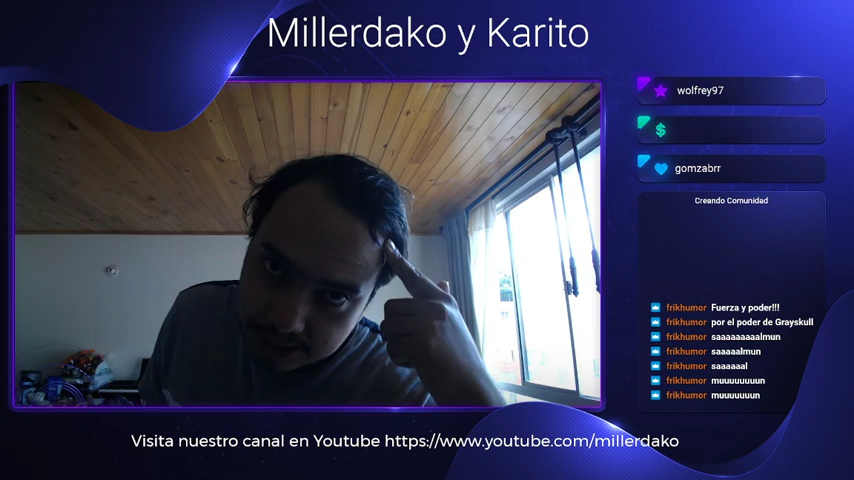 Millerdako y Karito
wolfrey97
$
gomzabrr
Creando Comunidad
frikhumor Fuerza y poder!!!
frikhumor por el poder de Grayskull
frikhumor saaaaaaaaalmun
frikhumor saaaaalmun
frikhumor saaaaaal
frikhumor muuuuuuuun
frikhumor muuuuuuun
Visita nuestro canal en Youtube https://www.youtube.com/millerdako